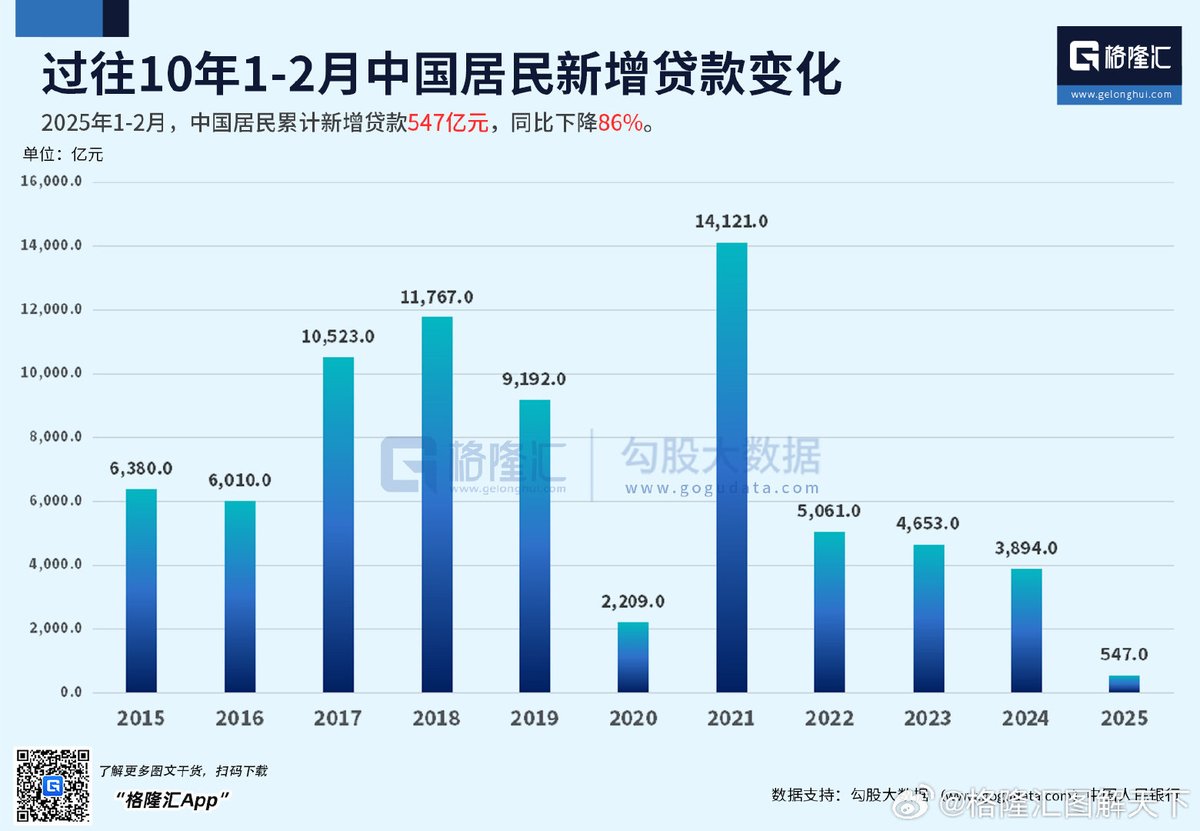 过往10年1-2月中国居民新增贷款变化
格隆汇
www.gelonghui.com
2025年1-2月，中国居民累计新增贷款547亿元，同比下降86%。
单位：亿元
16,000.0
14,000.0
12,000.0
10,000.0
8,000.0
6,000.0
4,000.0
2,000.0
0.0
6,380.0
6,010.0
10,523.0
11,767.0
9,192.0
2,209.0
14,121.0
5,061.0
4,653.0
3,894.0
547.0
格隆汇
www.gelonghui.com
勾股大数据
www.gogudata.com
2015 2016 2017 2018 2019 2020 2021 2022 2023 2024 2025
了解更多图文干货，扫码下载
“格隆汇App”
数据支持：勾股大数据（www.gogudata.com）、中国人民银行
@格隆汇图解天下